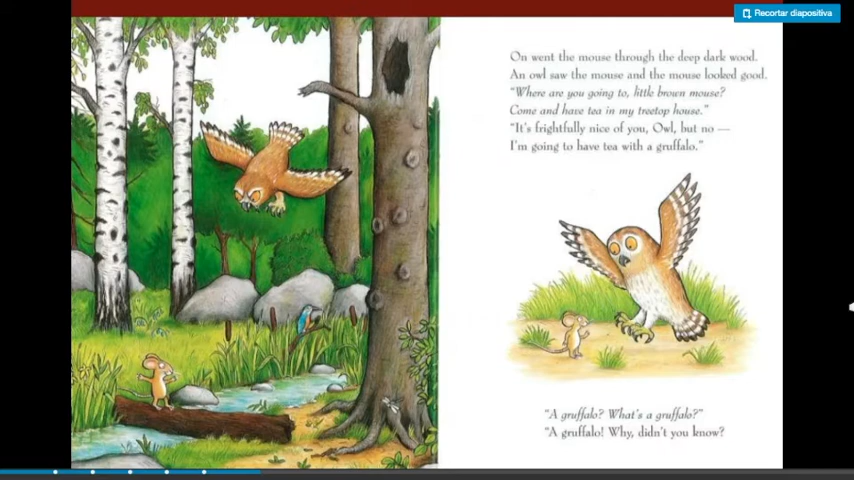 Recortar diapositiva
On went the mouse through the deep dark wood.
An owl saw the mouse and the mouse looked good.
“Where are you going to, little brown mouse?
Come and have tea in my treetop house.”
“It's frightfully nice of you, Owl, but no —
I'm going to have tea with a gruffalo.”
“A gruffalo? What's a gruffalo?”
“A gruffalo! Why, didn't you know?